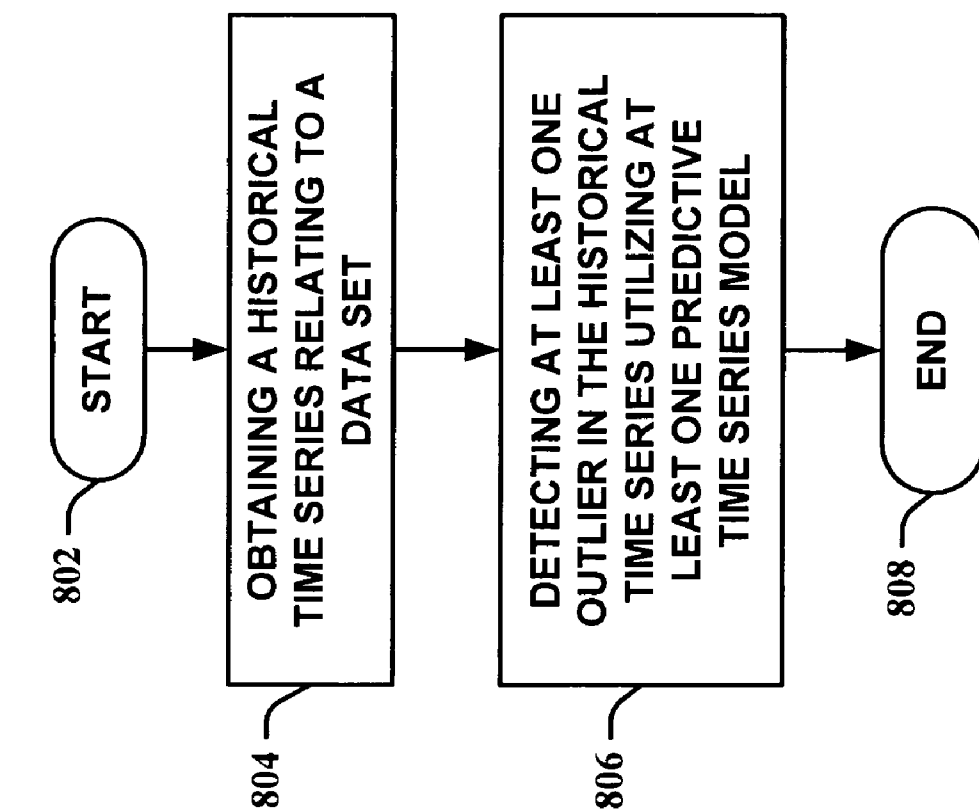 START
802
OBTAINING A HISTORICAL
TIME SERIES RELATING TO A
DATA SET
804
DETECTING AT LEAST ONE
OUTLIER IN THE HISTORICAL
TIME SERIES UTILIZING AT
LEAST ONE PREDICTIVE
TIME SERIES MODEL
806
END
808